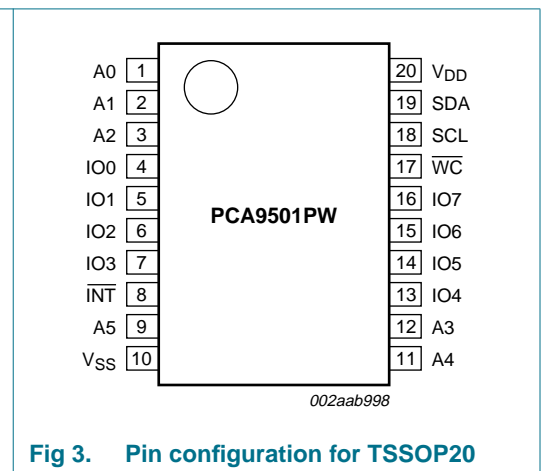 A0 1 20 VDD
A1 2 19 SDA
A2 3 18 SCL
IO0 4 17 W̅C̅
IO1 5 16 IO7
PCA9501PW
IO2 6 15 IO6
IO3 7 14 IO5
I̅N̅T̅ 8 13 IO4
A5 9 12 A3
VSS 10 11 A4
002aab998
Fig 3. Pin configuration for TSSOP20